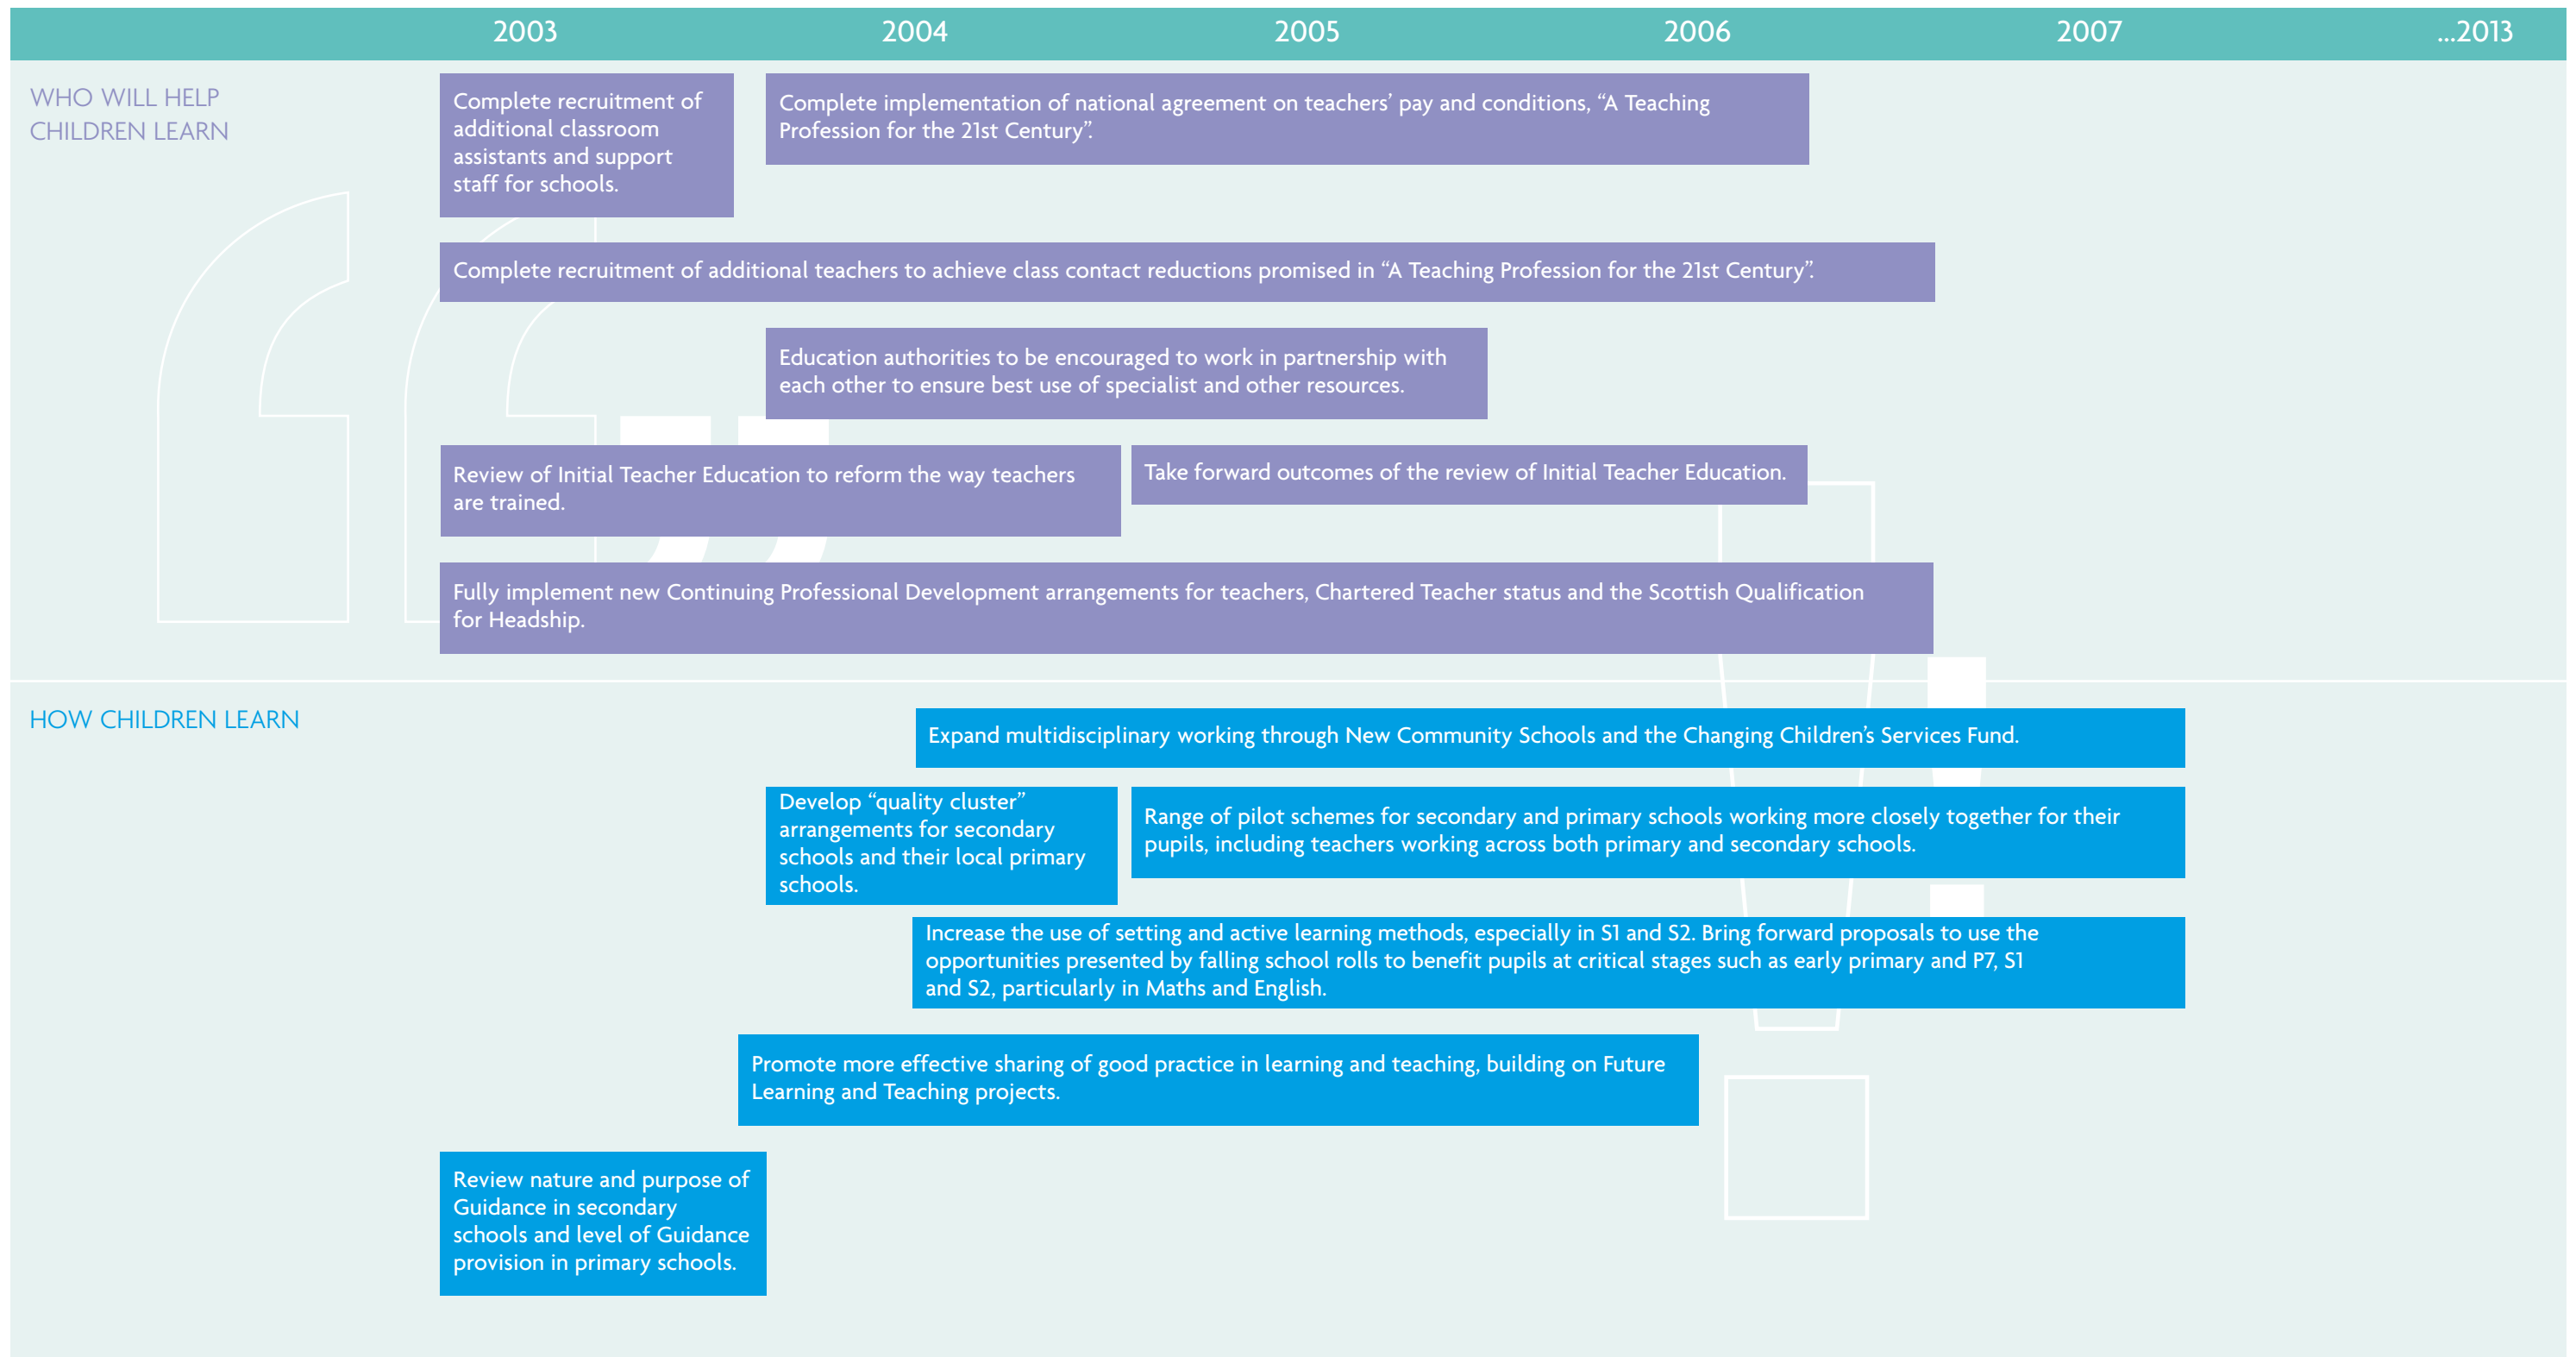 2003 2004 2005 2006 2007 ...2013
WHO WILL HELP
CHILDREN LEARN
Complete recruitment of
additional classroom
assistants and support
staff for schools.
Complete implementation of national agreement on teachers’ pay and conditions, “A Teaching
Profession for the 21st Century”.
Complete recruitment of additional teachers to achieve class contact reductions promised in “A Teaching Profession for the 21st Century”.
Education authorities to be encouraged to work in partnership with
each other to ensure best use of specialist and other resources.
Review of Initial Teacher Education to reform the way teachers
are trained.
Take forward outcomes of the review of Initial Teacher Education.
Fully implement new Continuing Professional Development arrangements for teachers, Chartered Teacher status and the Scottish Qualification
for Headship.
HOW CHILDREN LEARN
Expand multidisciplinary working through New Community Schools and the Changing Children’s Services Fund.
Develop “quality cluster”
arrangements for secondary
schools and their local primary
schools.
Range of pilot schemes for secondary and primary schools working more closely together for their
pupils, including teachers working across both primary and secondary schools.
Increase the use of setting and active learning methods, especially in S1 and S2. Bring forward proposals to use the
opportunities presented by falling school rolls to benefit pupils at critical stages such as early primary and P7, S1
and S2, particularly in Maths and English.
Promote more effective sharing of good practice in learning and teaching, building on Future
Learning and Teaching projects.
Review nature and purpose of
Guidance in secondary
schools and level of Guidance
provision in primary schools.